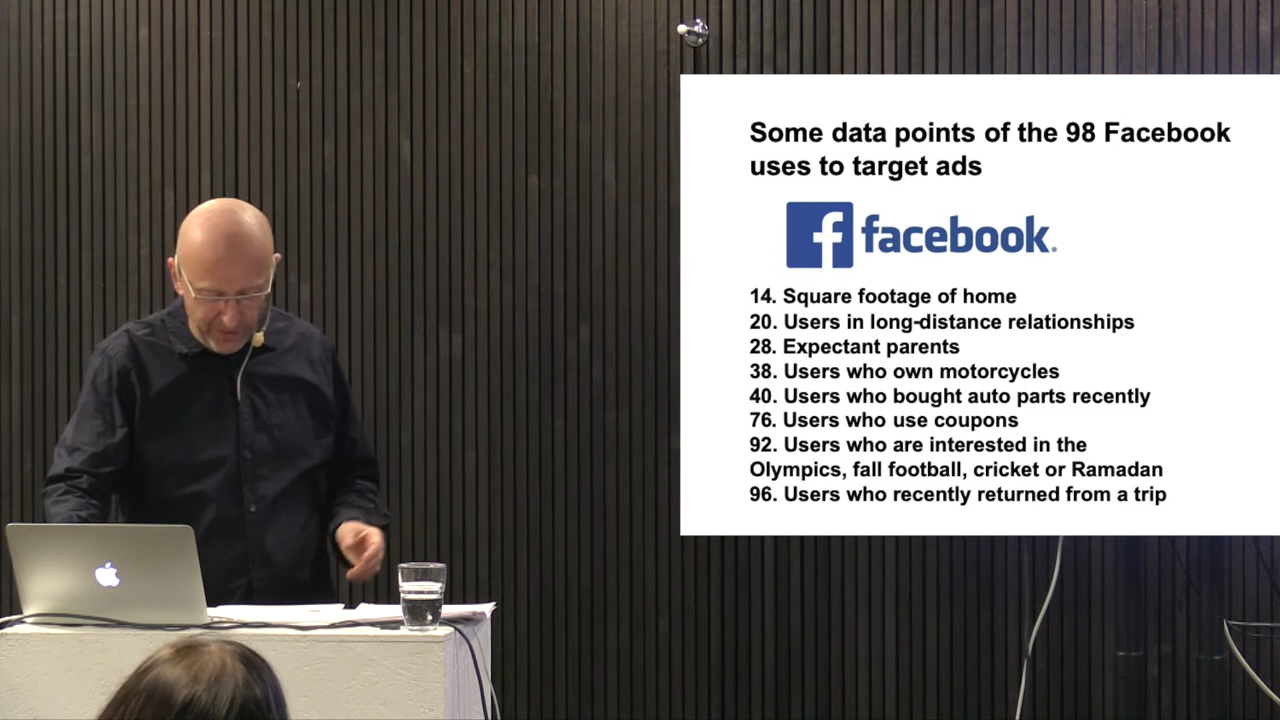 Some data points of the 98 Facebook
uses to target ads
facebook.
14. Square footage of home
20. Users in long-distance relationships
28. Expectant parents
38. Users who own motorcycles
40. Users who bought auto parts recently
76. Users who use coupons
92. Users who are interested in the
Olympics, fall football, cricket or Ramadan
96. Users who recently returned from a trip